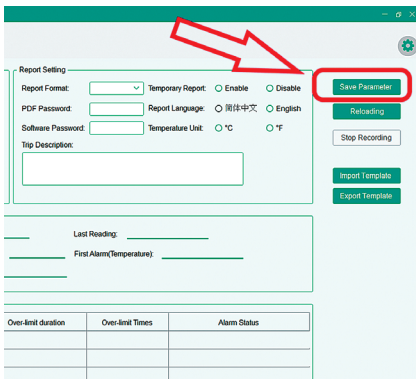 Report Setting
Report Format: Temporary Report: Enable Disable
PDF Password: Report Language: 简体中文 English
Software Password: Temperature Unit: °C °F
Trip Description:
Save Parameter
Reloading
Stop Recording
Import Template
Export Template
Last Reading:
First Alarm(Temperature):
Over-limit duration Over-limit Times Alarm Status